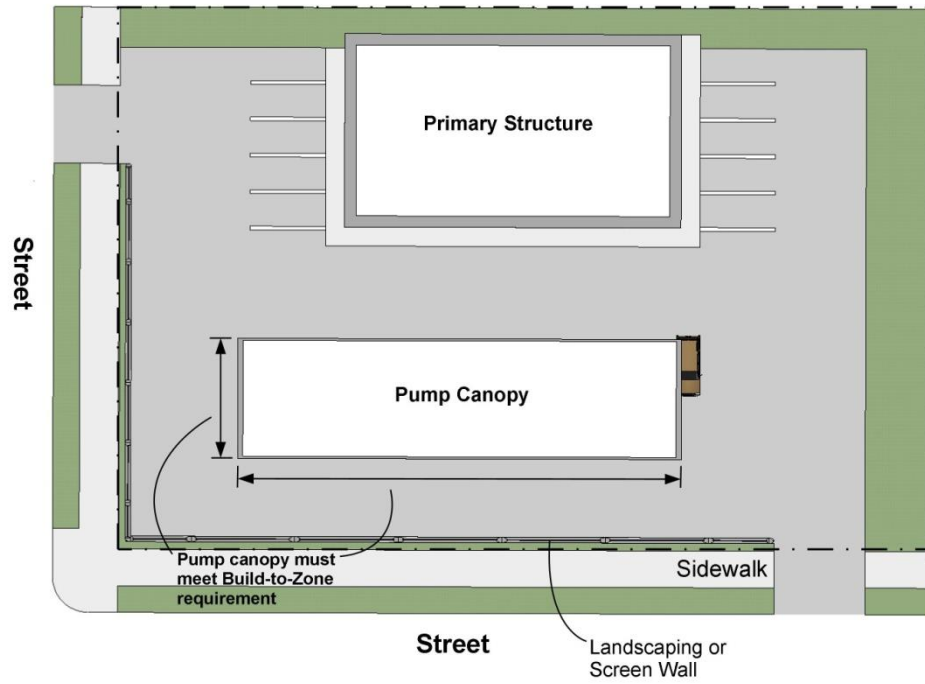 Primary Structure
Street
Pump Canopy
Pump canopy must
meet Build-to-Zone
requirement
Sidewalk
Street
Landscaping or
Screen Wall